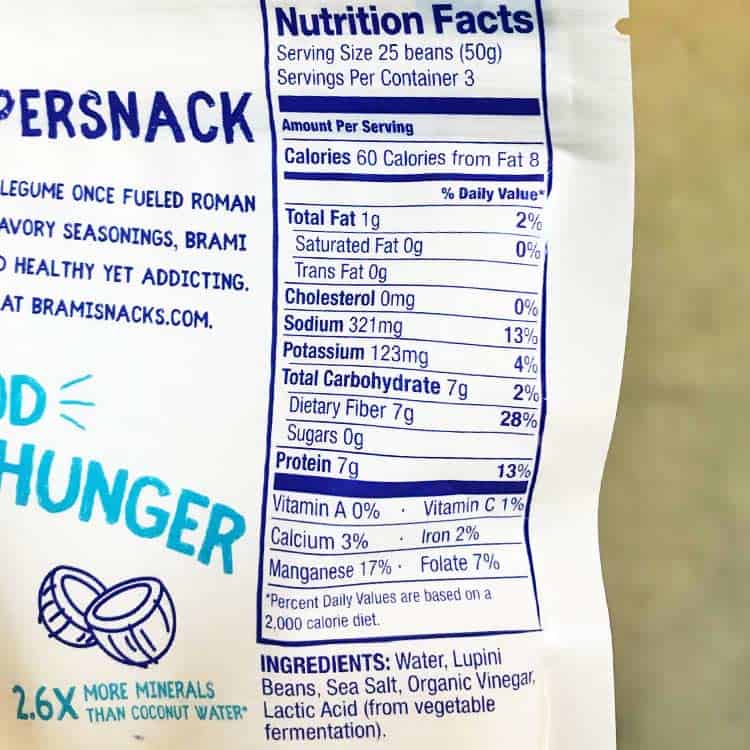 PERSNACK
LEGUME ONCE FUELED ROMAN
AVORY SEASONINGS, BRAMI
D HEALTHY YET ADDICTING.
AT BRAMISNACKS.COM.
OD
HUNGER
2.6X MORE MINERALS
THAN COCONUT WATER*
Nutrition Facts
Serving Size 25 beans (50g)
Servings Per Container 3
Amount Per Serving
Calories 60 Calories from Fat 8
% Daily Value*
Total Fat 1g 2%
Saturated Fat 0g 0%
Trans Fat 0g
Cholesterol 0mg 0%
Sodium 321mg 13%
Potassium 123mg 4%
Total Carbohydrate 7g 2%
Dietary Fiber 7g 28%
Sugars 0g
Protein 7g 13%
Vitamin A 0% · Vitamin C 1%
Calcium 3% · Iron 2%
Manganese 17% · Folate 7%
*Percent Daily Values are based on a
2,000 calorie diet.
INGREDIENTS: Water, Lupini
Beans, Sea Salt, Organic Vinegar,
Lactic Acid (from vegetable
fermentation).